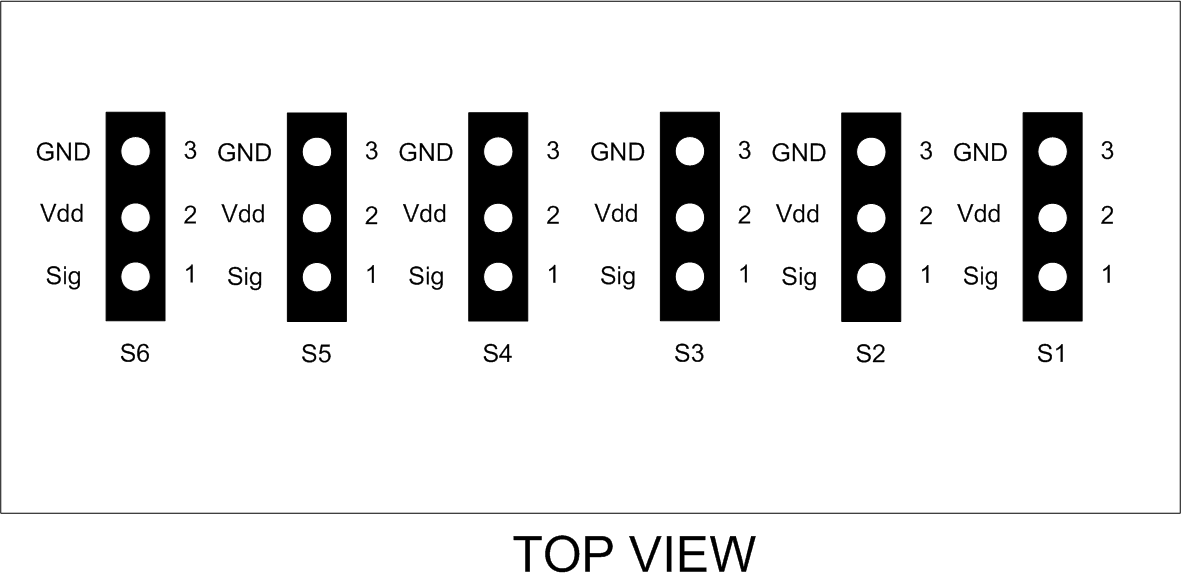 GND 3 GND 3 GND 3 GND 3 GND 3 GND 3
Vdd 2 Vdd 2 Vdd 2 Vdd 2 Vdd 2 Vdd 2
Sig 1 Sig 1 Sig 1 Sig 1 Sig 1 Sig 1
S6 S5 S4 S3 S2 S1
TOP VIEW